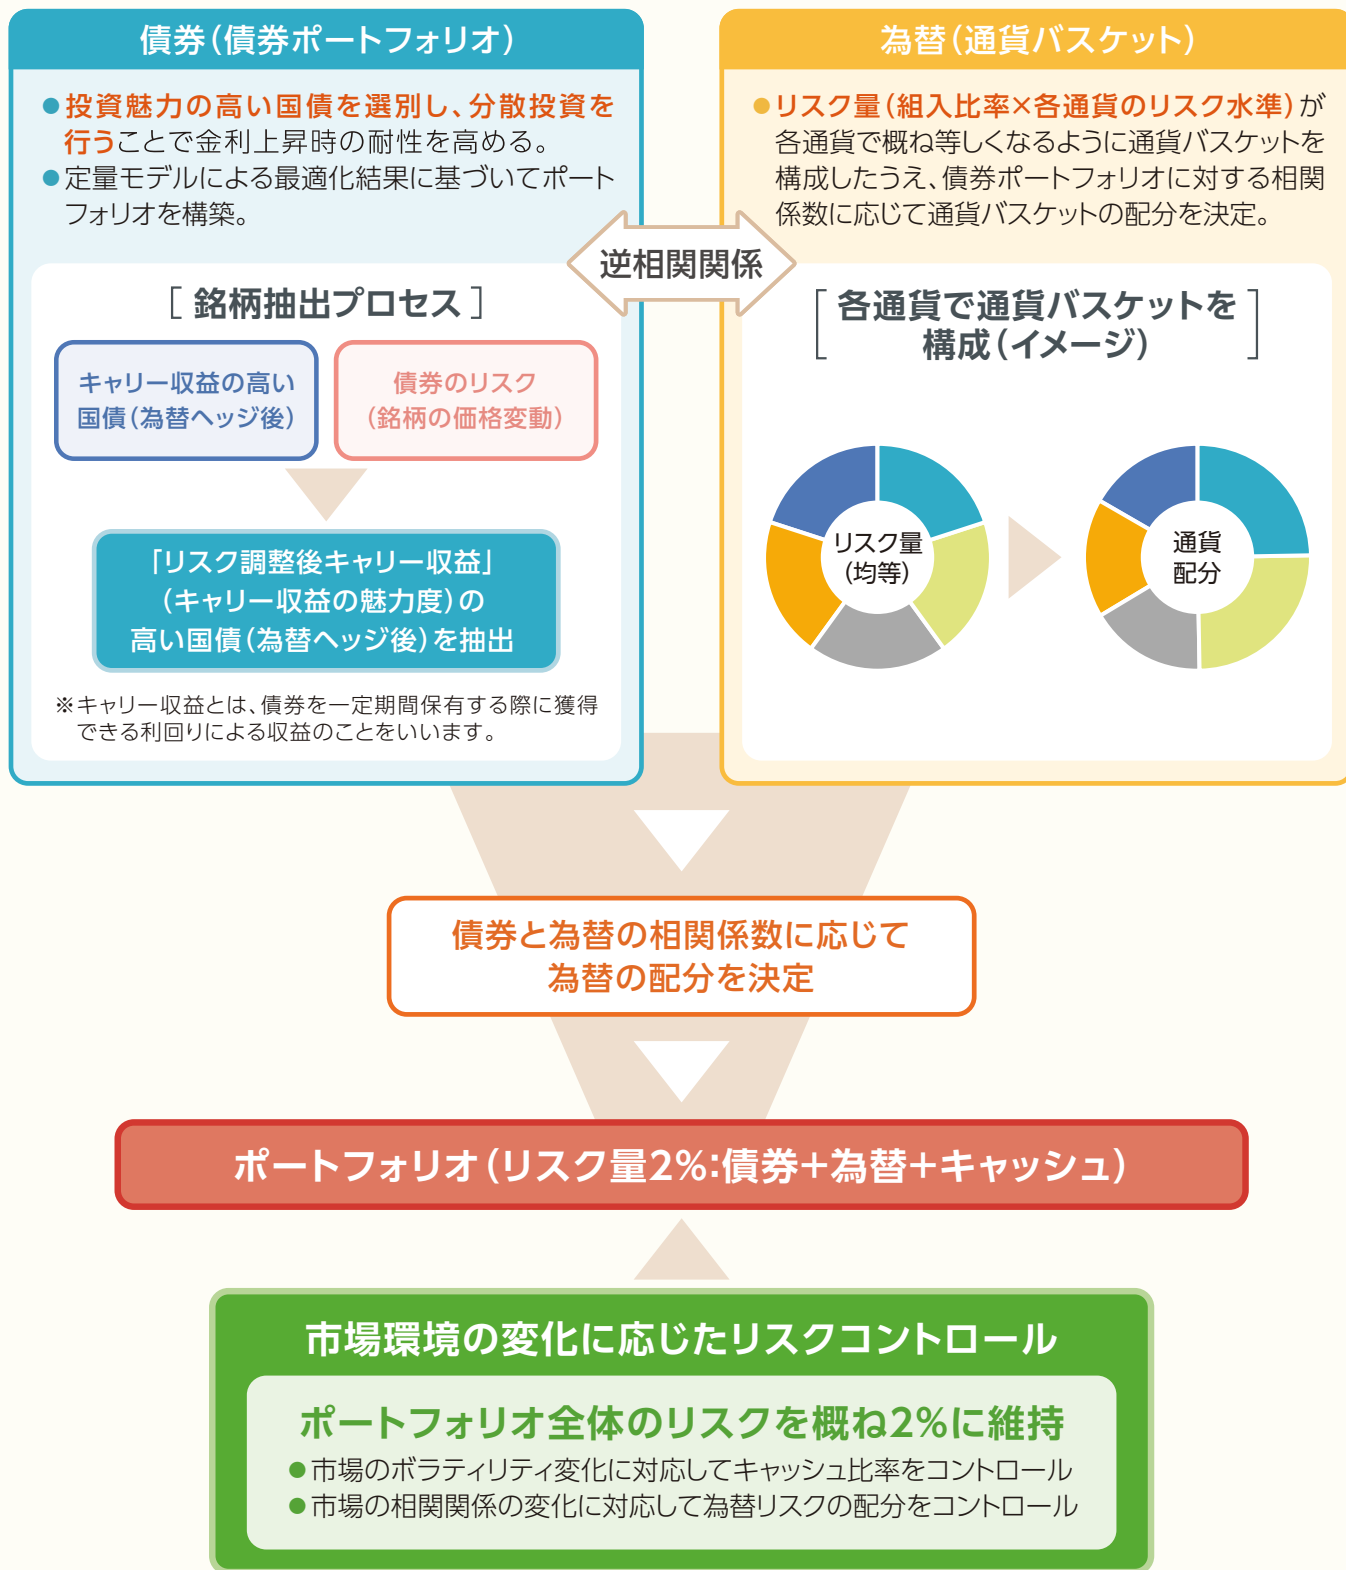 債券(債券ポートフォリオ)
●投資魅力の高い国債を選別し、分散投資を
行うことで金利上昇時の耐性を高める。
●定量モデルによる最適化結果に基づいてポート
フォリオを構築。
[ 銘柄抽出プロセス ]
キャリー収益の高い
国債(為替ヘッジ後)
債券のリスク
(銘柄の価格変動)
「リスク調整後キャリー収益」
(キャリー収益の魅力度)の
高い国債(為替ヘッジ後)を抽出
※キャリー収益とは、債券を一定期間保有する際に獲得
できる利回りによる収益のことをいいます。
逆相関関係
為替(通貨バスケット)
●リスク量(組入比率×各通貨のリスク水準)が
各通貨で概ね等しくなるように通貨バスケットを
構成したうえ、債券ポートフォリオに対する相関
係数に応じて通貨バスケットの配分を決定。
[ 各通貨で通貨バスケットを
構成(イメージ) ]
リスク量
(均等)
通貨
配分
債券と為替の相関係数に応じて
為替の配分を決定
ポートフォリオ(リスク量2%:債券+為替+キャッシュ)
市場環境の変化に応じたリスクコントロール
ポートフォリオ全体のリスクを概ね2%に維持
●市場のボラティリティ変化に対応してキャッシュ比率をコントロール
●市場の相関関係の変化に対応して為替リスクの配分をコントロール